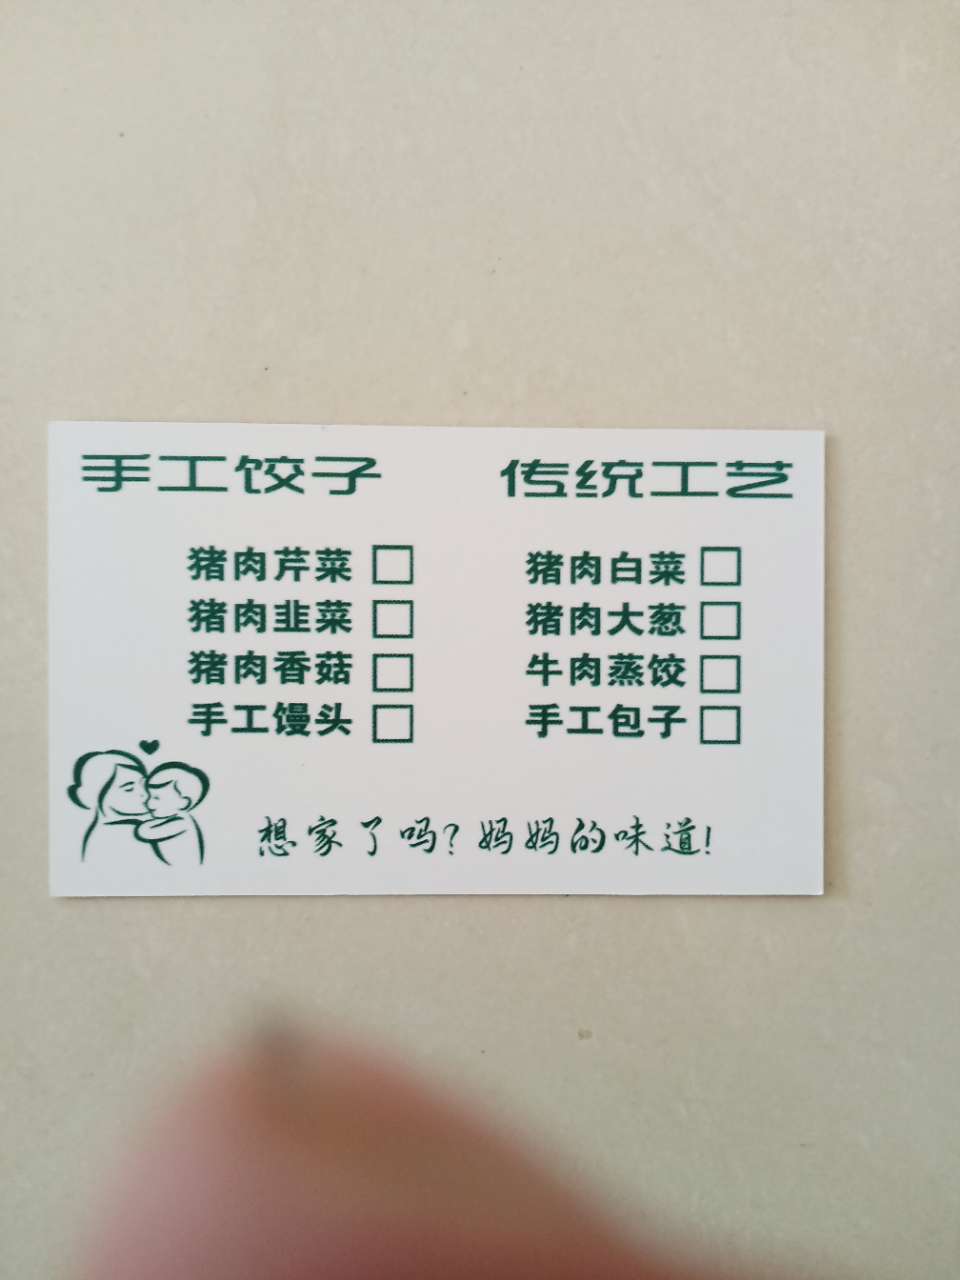 手工饺子 传统工艺
猪肉芹菜 □ 猪肉白菜 □
猪肉韭菜 □ 猪肉大葱 □
猪肉香菇 □ 牛肉蒸饺 □
手工馒头 □ 手工包子 □
想家了吗?妈妈的味道!